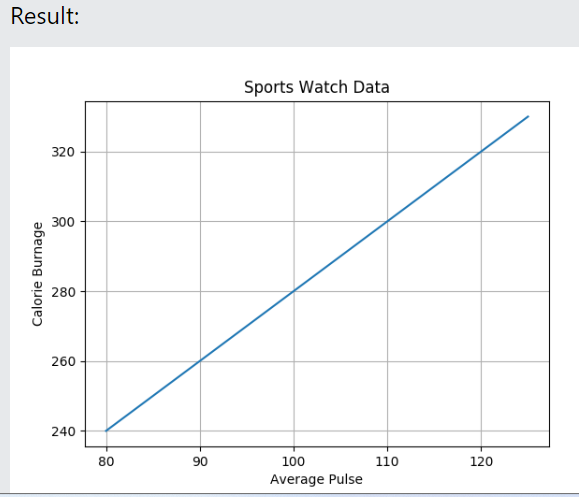 Result:
Sports Watch Data
320
300
280
260
240
Calorie Burnage
80 90 100 110 120
Average Pulse